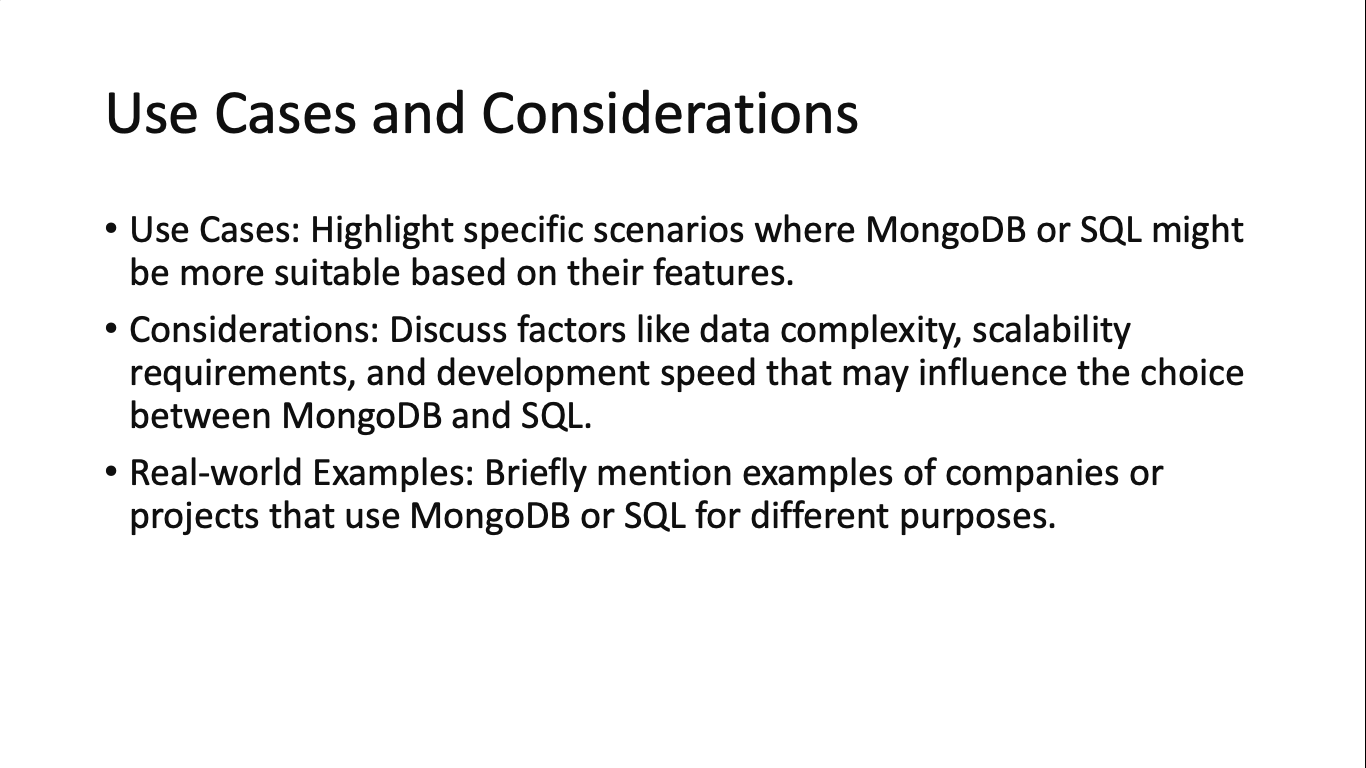 Use Cases and Considerations
• Use Cases: Highlight specific scenarios where MongoDB or SQL might
be more suitable based on their features.
• Considerations: Discuss factors like data complexity, scalability
requirements, and development speed that may influence the choice
between MongoDB and SQL.
• Real-world Examples: Briefly mention examples of companies or
projects that use MongoDB or SQL for different purposes.